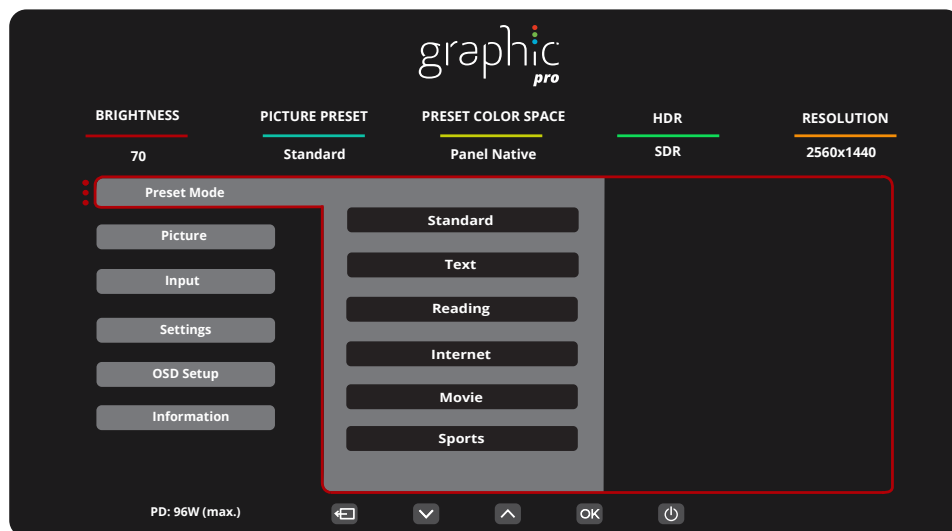 graphic
pro
BRIGHTNESS PICTURE PRESET PRESET COLOR SPACE HDR RESOLUTION
70 Standard Panel Native SDR 2560x1440
Preset Mode
Standard
Picture
Text
Input
Reading
Settings
Internet
OSD Setup
Movie
Information
Sports
PD: 96W (max.) OK